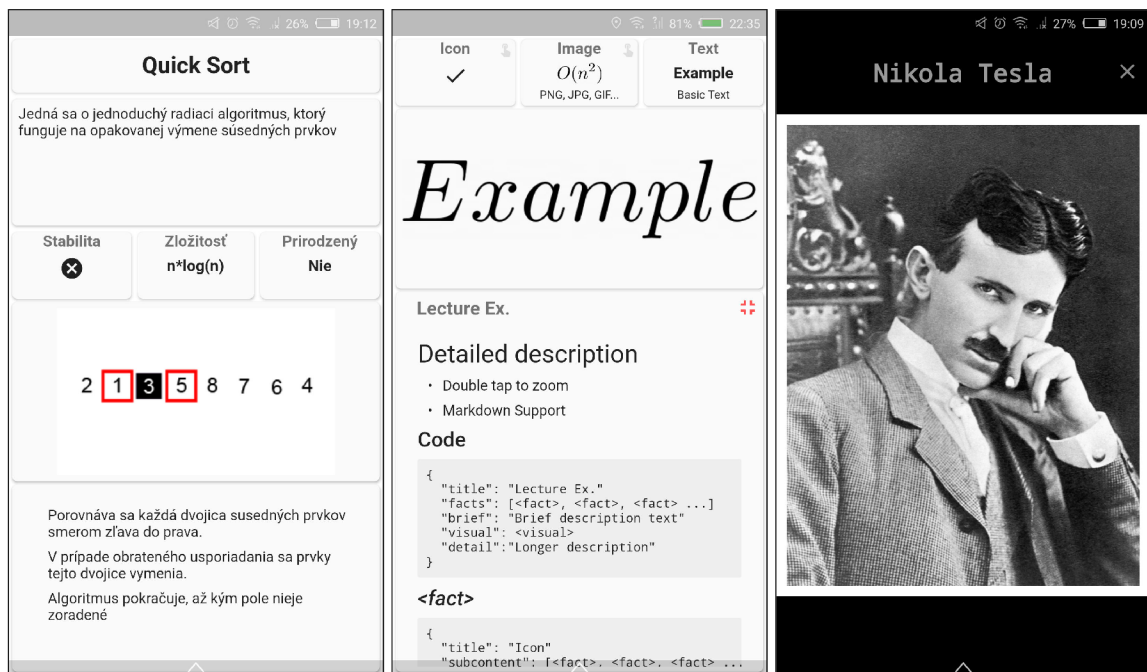 26% 19:12
Quick Sort
Jedná sa o jednoduchý radiaci algoritmus, ktorý
funguje na opakovanej výmene súsedných prvkov
Stabilita Zložitosť Prirodzený
n*log(n) Nie
2 1 3 5 8 7 6 4
Porovnáva sa každá dvojica susedných prvkov
smerom zľava do prava.
V prípade obrateného usporiadania sa prvky
tejto dvojice vymenia.
Algoritmus pokračuje, až kým pole nieje
zoradené
81% 22:35
Icon Image Text
O(n²) Example
PNG, JPG, GIF... Basic Text
Example
Lecture Ex.
Detailed description
• Double tap to zoom
• Markdown Support
Code
{
"title": "Lecture Ex."
"facts": [<fact>, <fact>, <fact> ...]
"brief": "Brief description text"
"visual": <visual>
"detail":"Longer description"
}
<fact>
{
"title": "Icon"
"subcontent": [<fact>, <fact>, <fact> ...
27% 19:09
Nikola Tesla ×